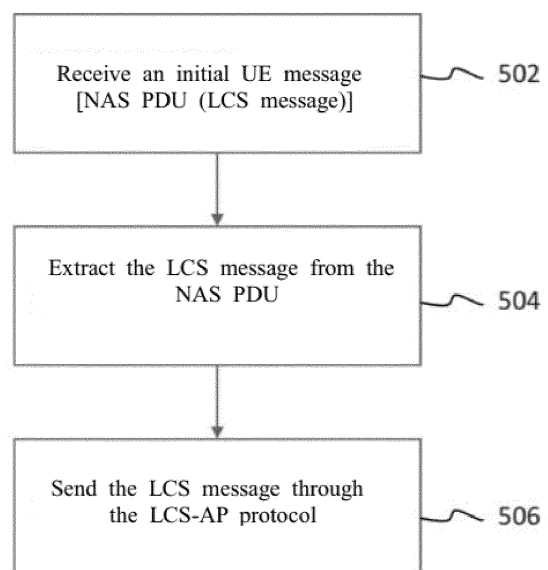 Receive an initial UE message
[NAS PDU (LCS message)]
502
Extract the LCS message from the
NAS PDU
504
Send the LCS message through
the LCS-AP protocol
506